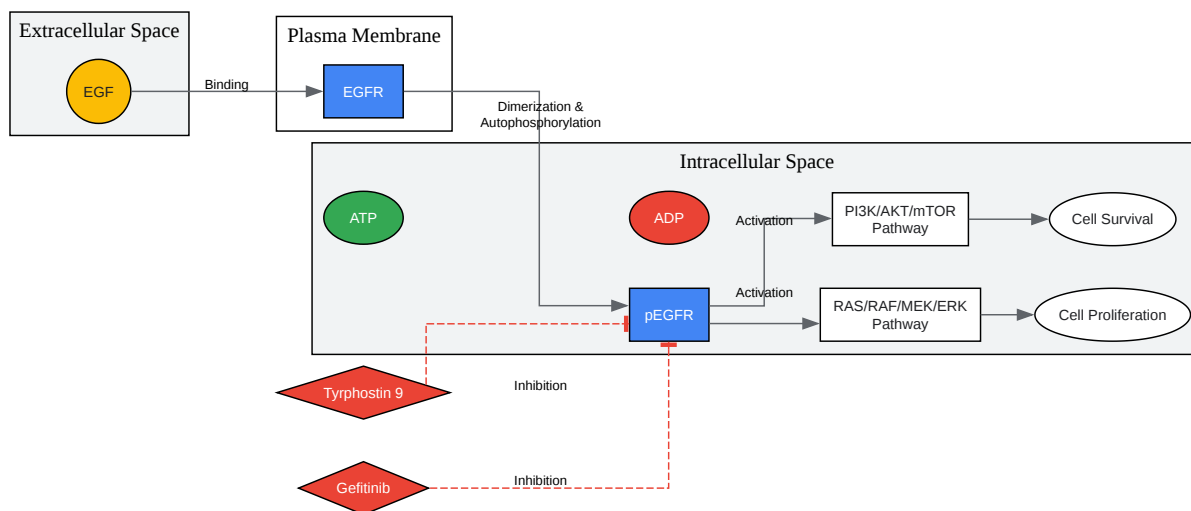 Extracellular Space
EGF
Binding
Plasma Membrane
EGFR
Dimerization &
Autophosphorylation
Intracellular Space
ATP
ADP
Activation
PI3K/AKT/mTOR
Pathway
Cell Survival
pEGFR
Activation
RAS/RAF/MEK/ERK
Pathway
Cell Proliferation
Tyrphostin 9
Inhibition
Gefitinib
Inhibition